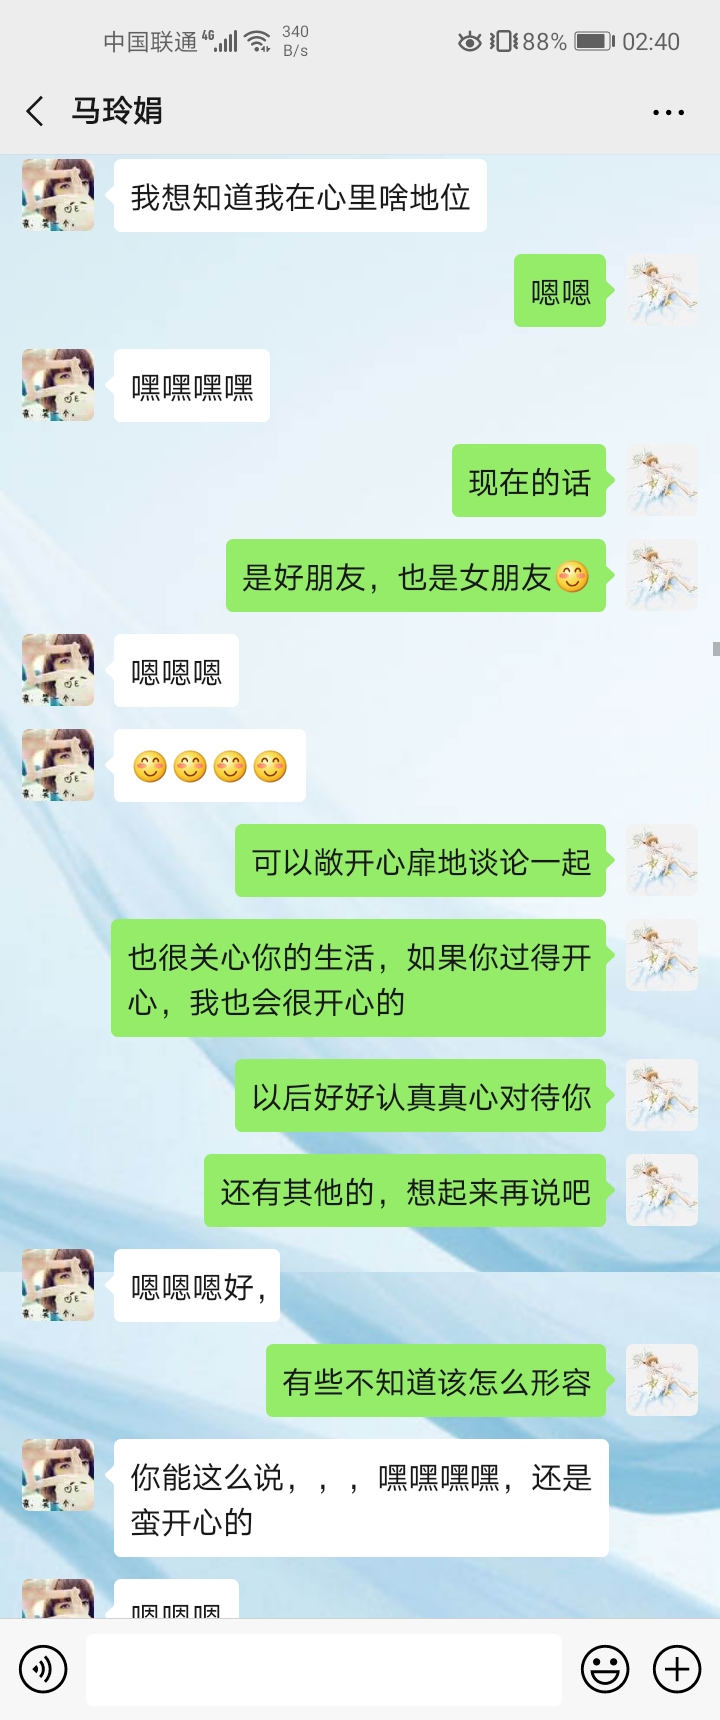 中国联通 4G 340 B/s 88% 02:40
马玲娟
我想知道我在心里啥地位
嗯嗯
嘿嘿嘿嘿
现在的话
是好朋友，也是女朋友😊
嗯嗯嗯
😊😊😊😊
可以敞开心扉地谈论一起
也很关心你的生活，如果你过得开
心，我也会很开心的
以后好好认真真心对待你
还有其他的，想起来再说吧
嗯嗯嗯好，
有些不知道该怎么形容
你能这么说，，，嘿嘿嘿嘿，还是
蛮开心的
嗯嗯嗯